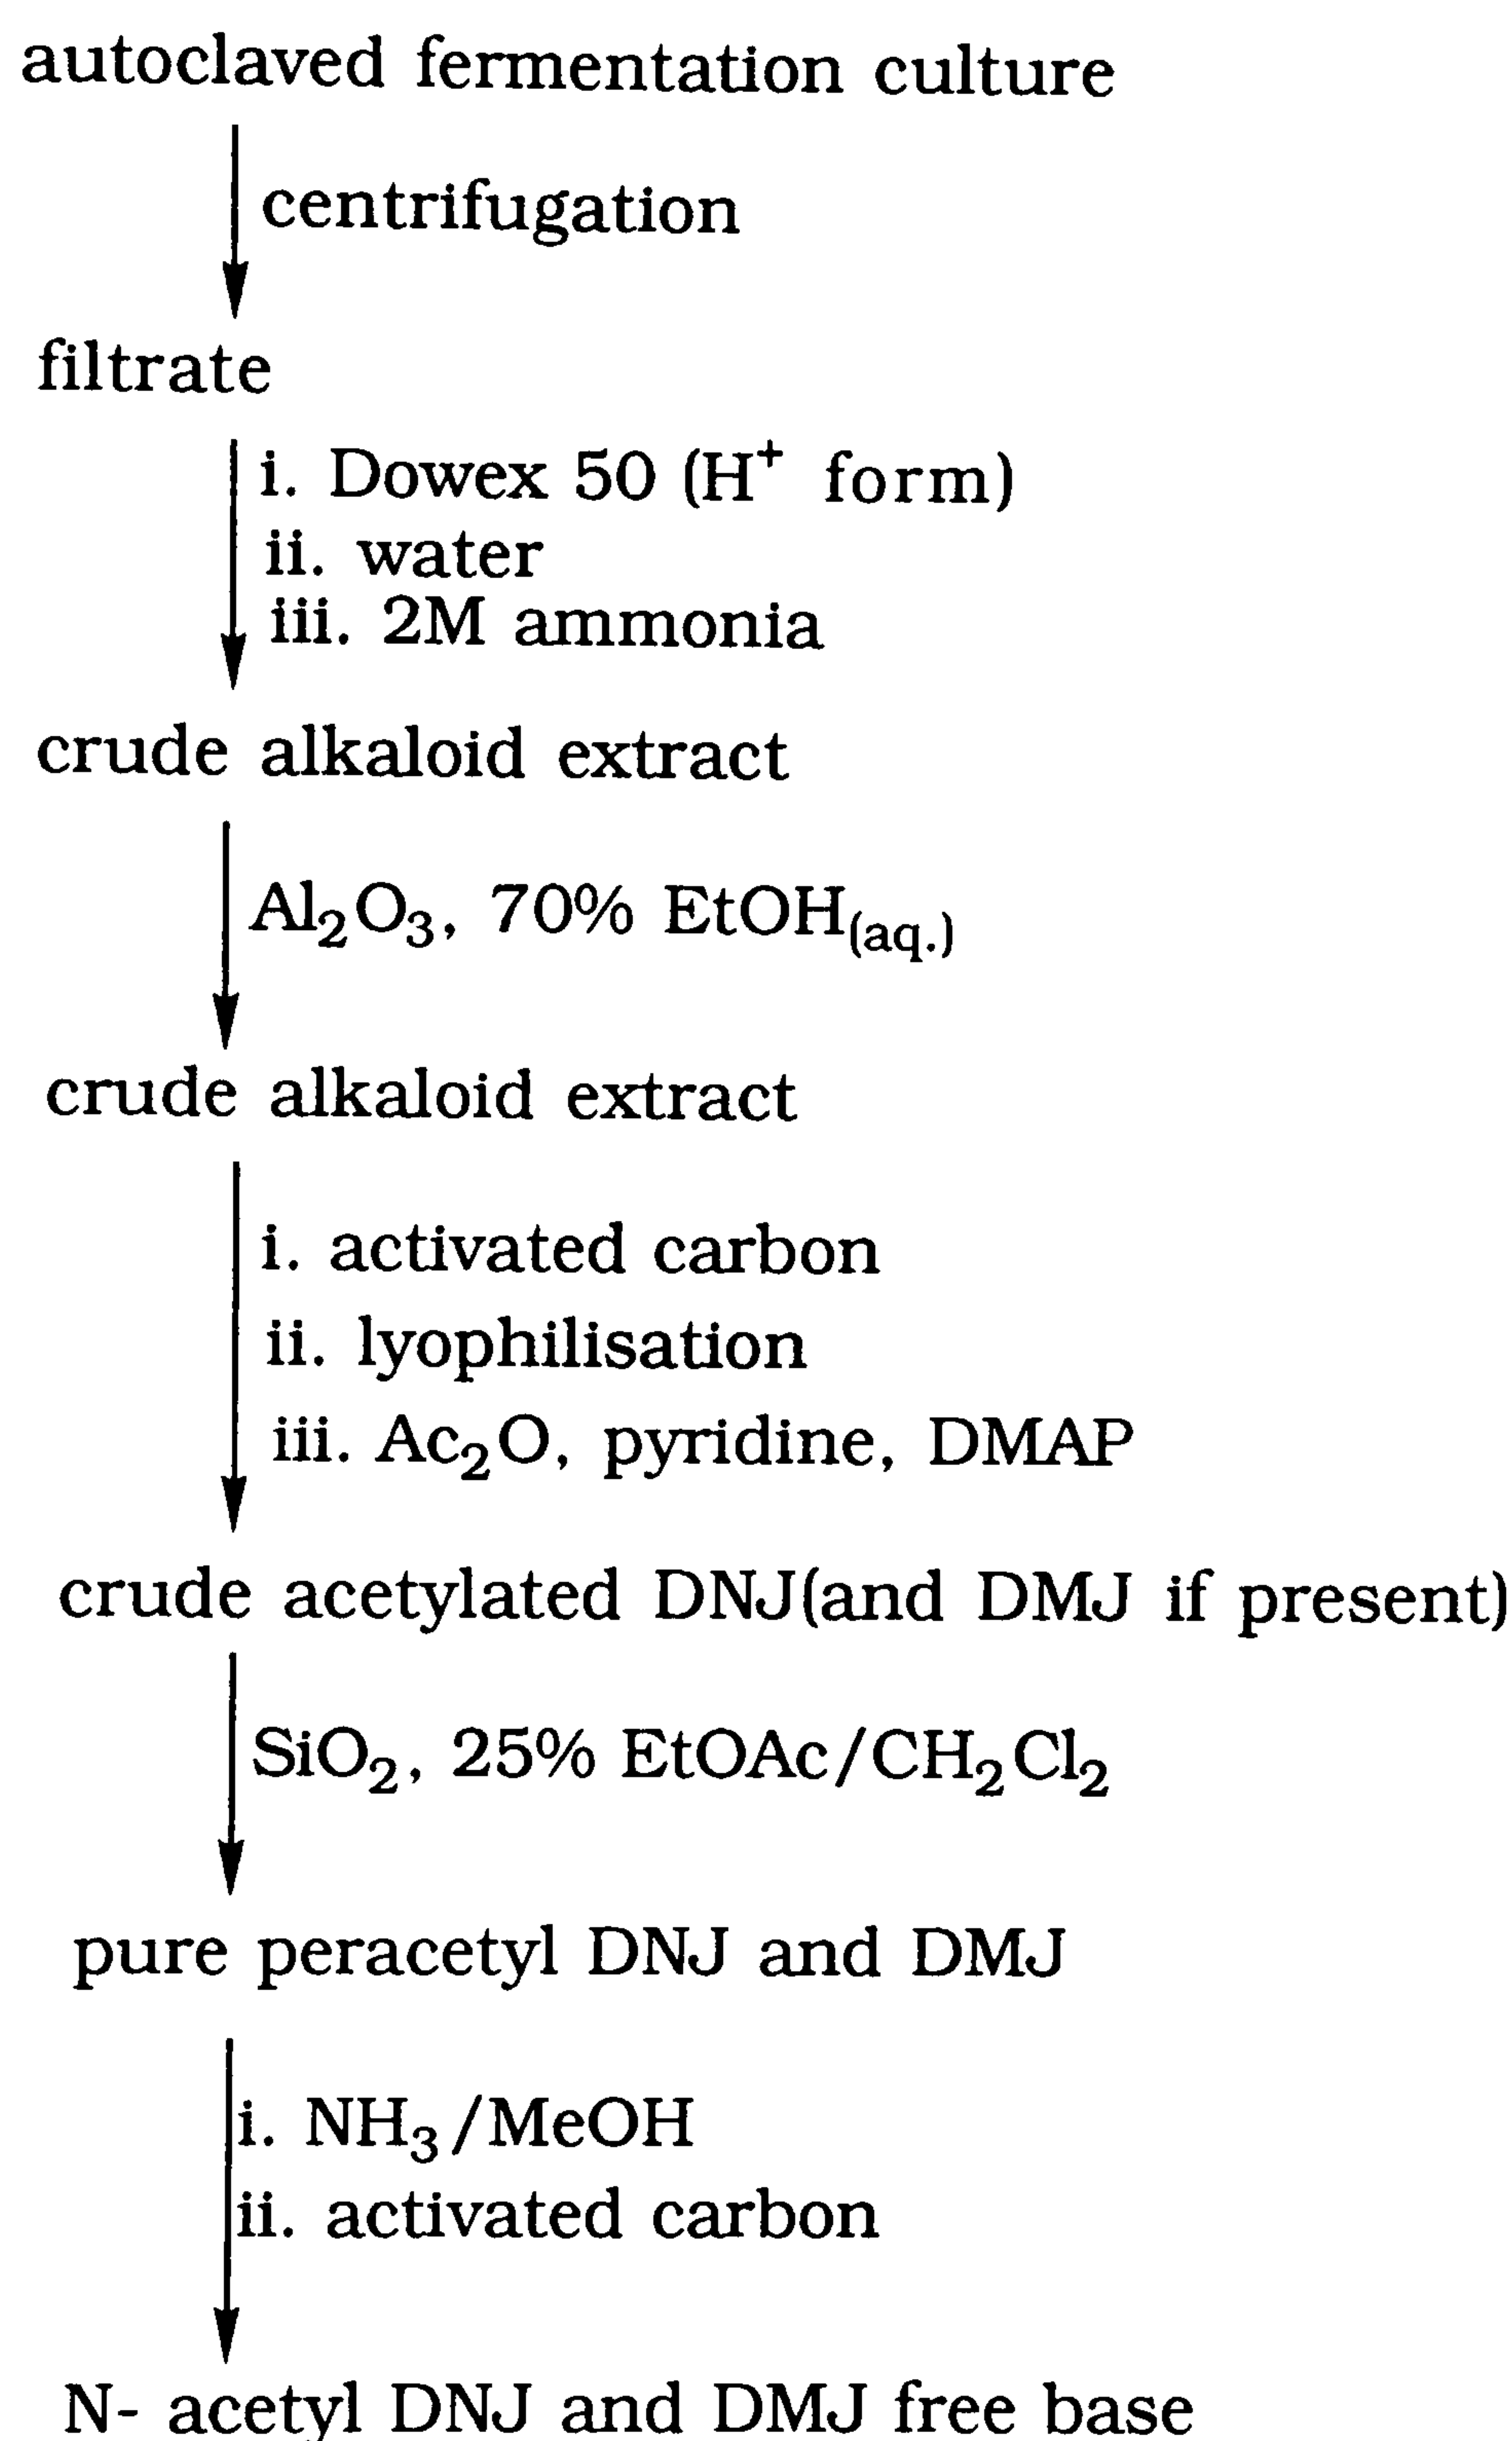 autoclaved fermentation culture
centrifugation
filtrate
i. Dowex 50 (H⁺ form)
ii. water
iii. 2M ammonia
crude alkaloid extract
Al₂O₃, 70% EtOH₍aq.₎
crude alkaloid extract
i. activated carbon
ii. lyophilisation
iii. Ac₂O, pyridine, DMAP
crude acetylated DNJ(and DMJ if present)
SiO₂, 25% EtOAc/CH₂Cl₂
pure peracetyl DNJ and DMJ
i. NH₃/MeOH
ii. activated carbon
N- acetyl DNJ and DMJ free base